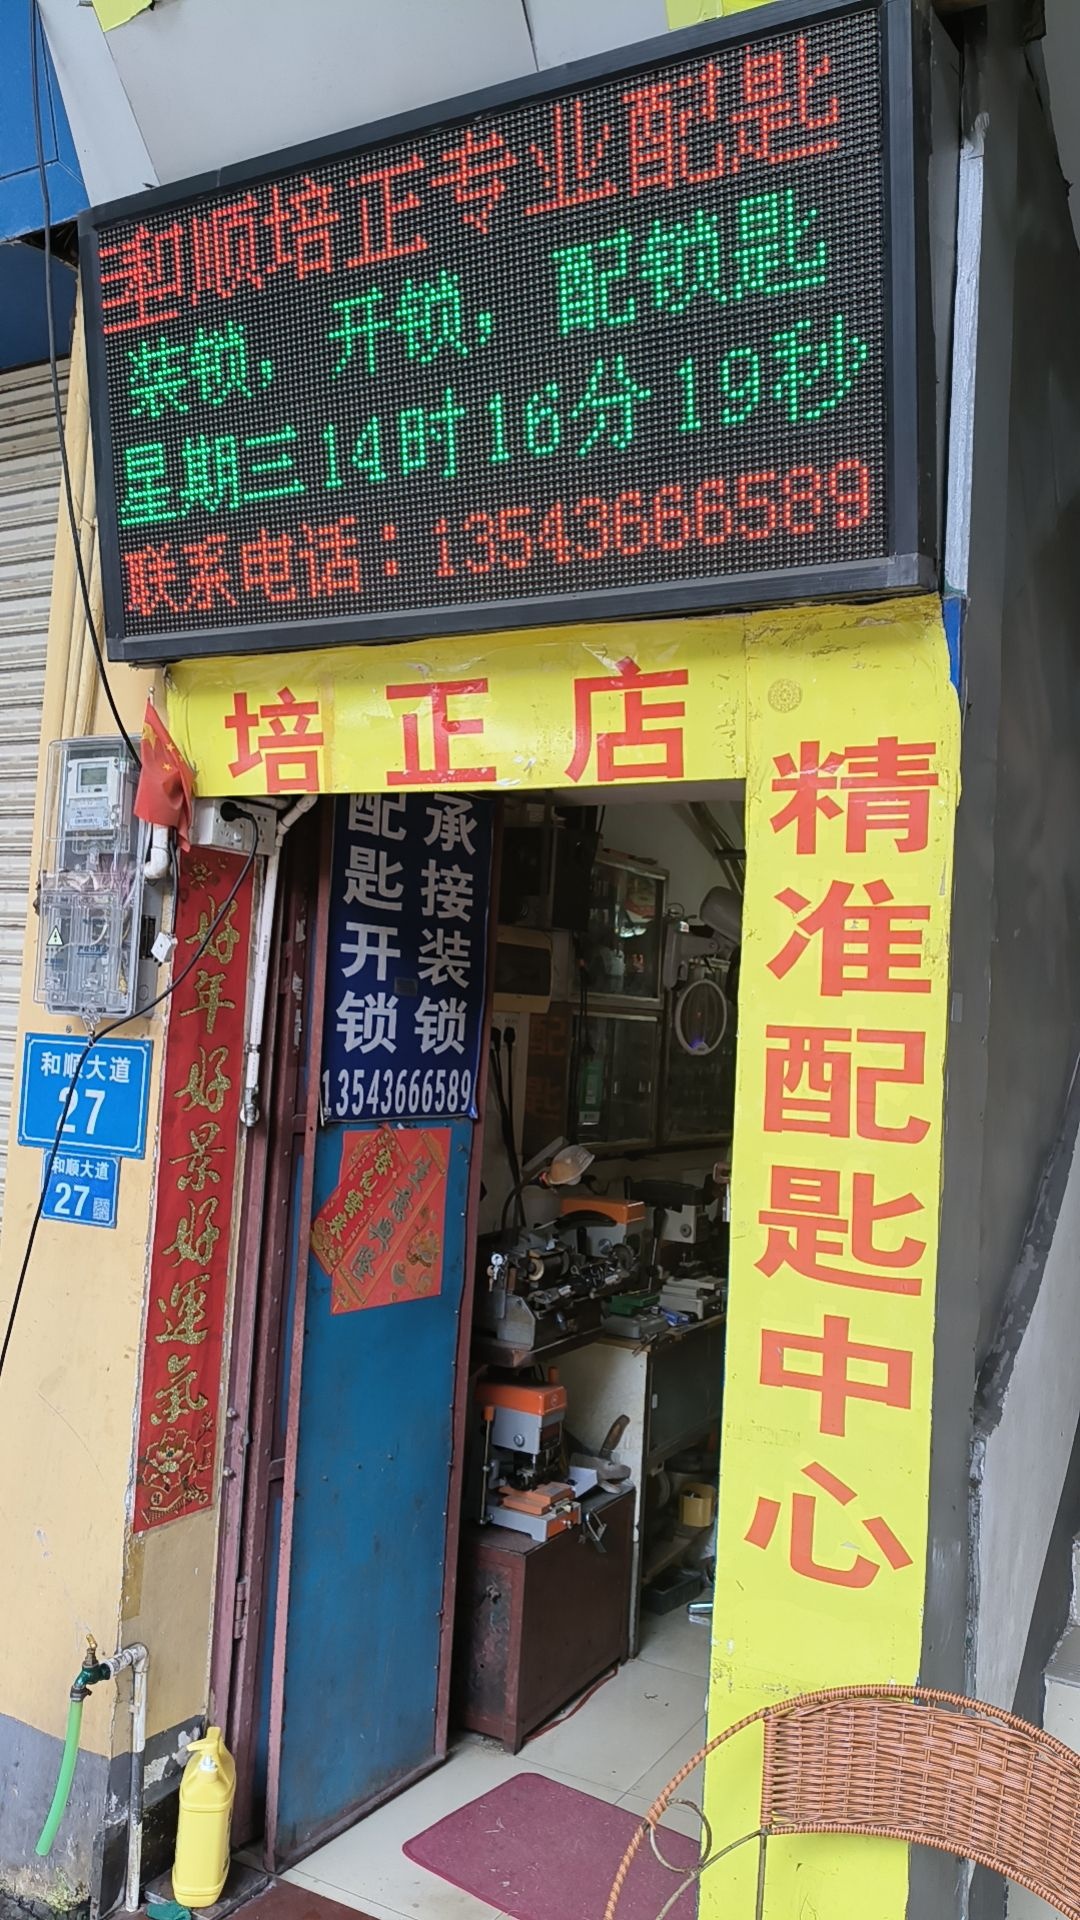 和顺培正专业配匙
装锁，开锁，配锁匙
星期三14时16分19秒
联系电话：13543666589
培正店
精准配匙中心
承接装锁
配匙开锁
13543666589
好年好景好運氣
和顺大道
27
和顺大道
27